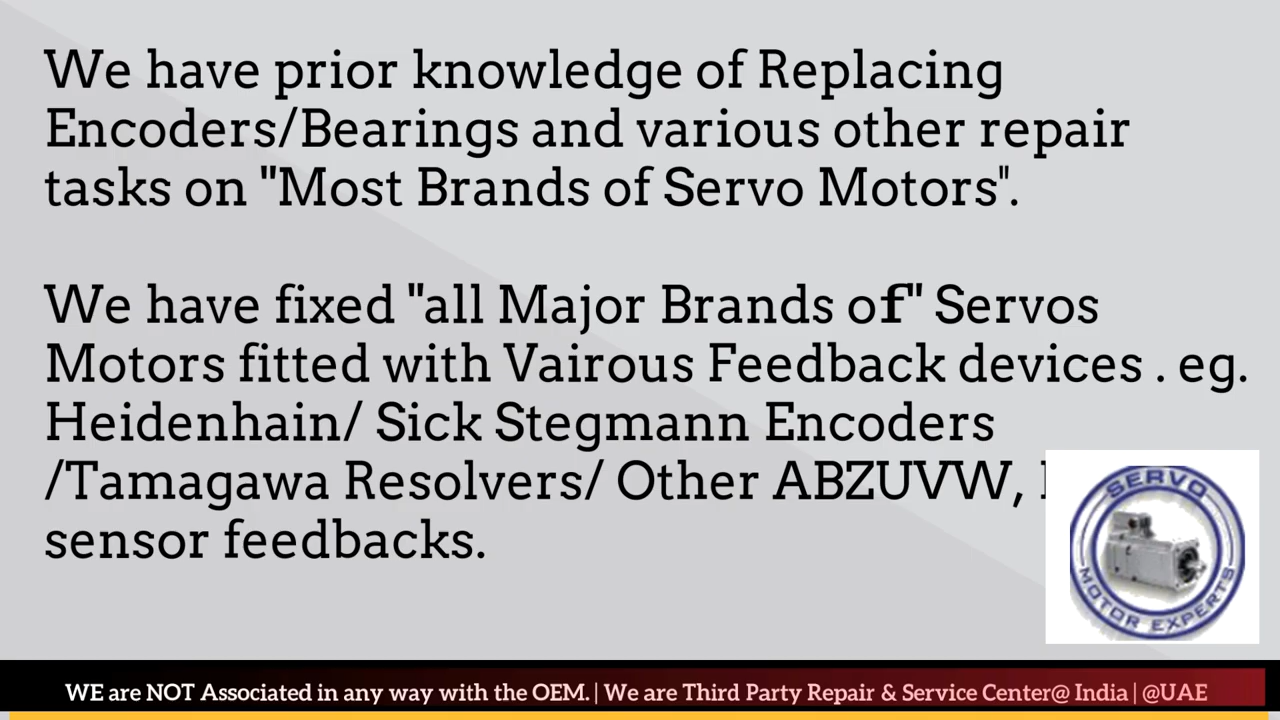 We have prior knowledge of Replacing
Encoders/Bearings and various other repair
tasks on "Most Brands of Servo Motors".
We have fixed "all Major Brands of" Servos
Motors fitted with Vairous Feedback devices . eg.
Heidenhain/ Sick Stegmann Encoders
/Tamagawa Resolvers/ Other ABZUVW,
sensor feedbacks.
SERVO
MOTOR EXPERTS
WE are NOT Associated in any way with the OEM. | We are Third Party Repair & Service Center@ India | @UAE